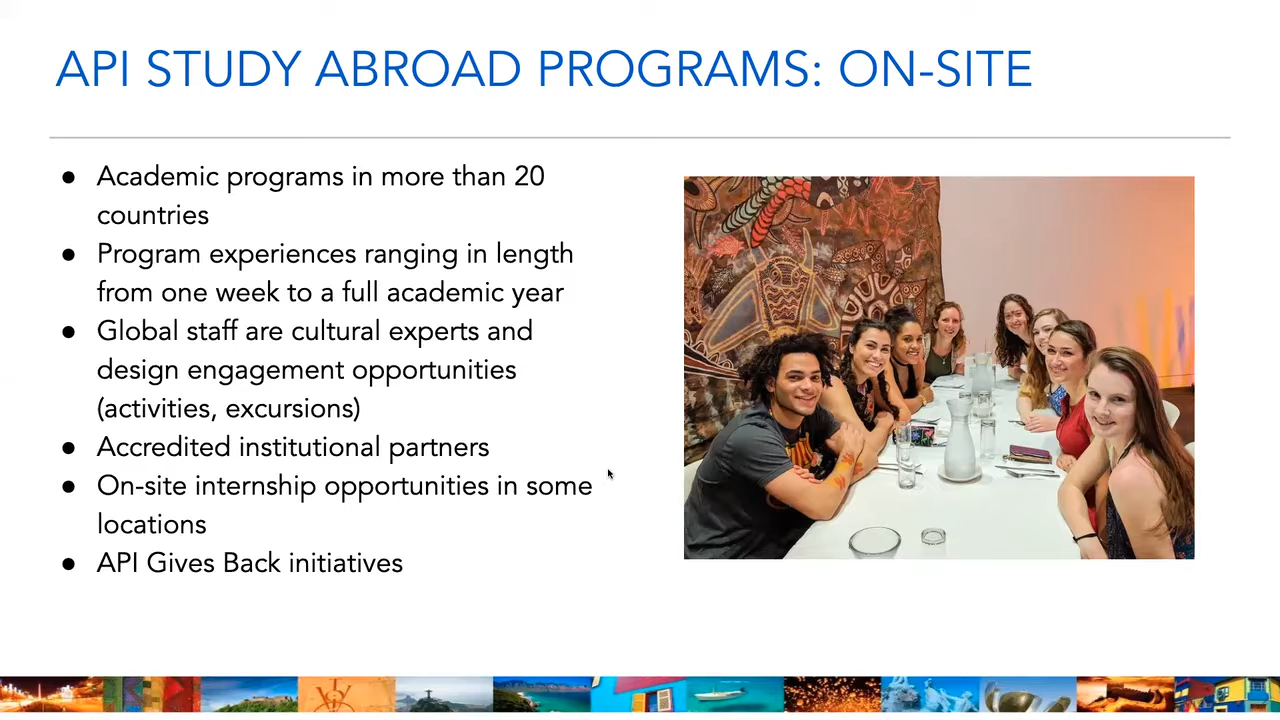 API STUDY ABROAD PROGRAMS: ON-SITE
● Academic programs in more than 20
countries
● Program experiences ranging in length
from one week to a full academic year
● Global staff are cultural experts and
design engagement opportunities
(activities, excursions)
● Accredited institutional partners
● On-site internship opportunities in some
locations
● API Gives Back initiatives